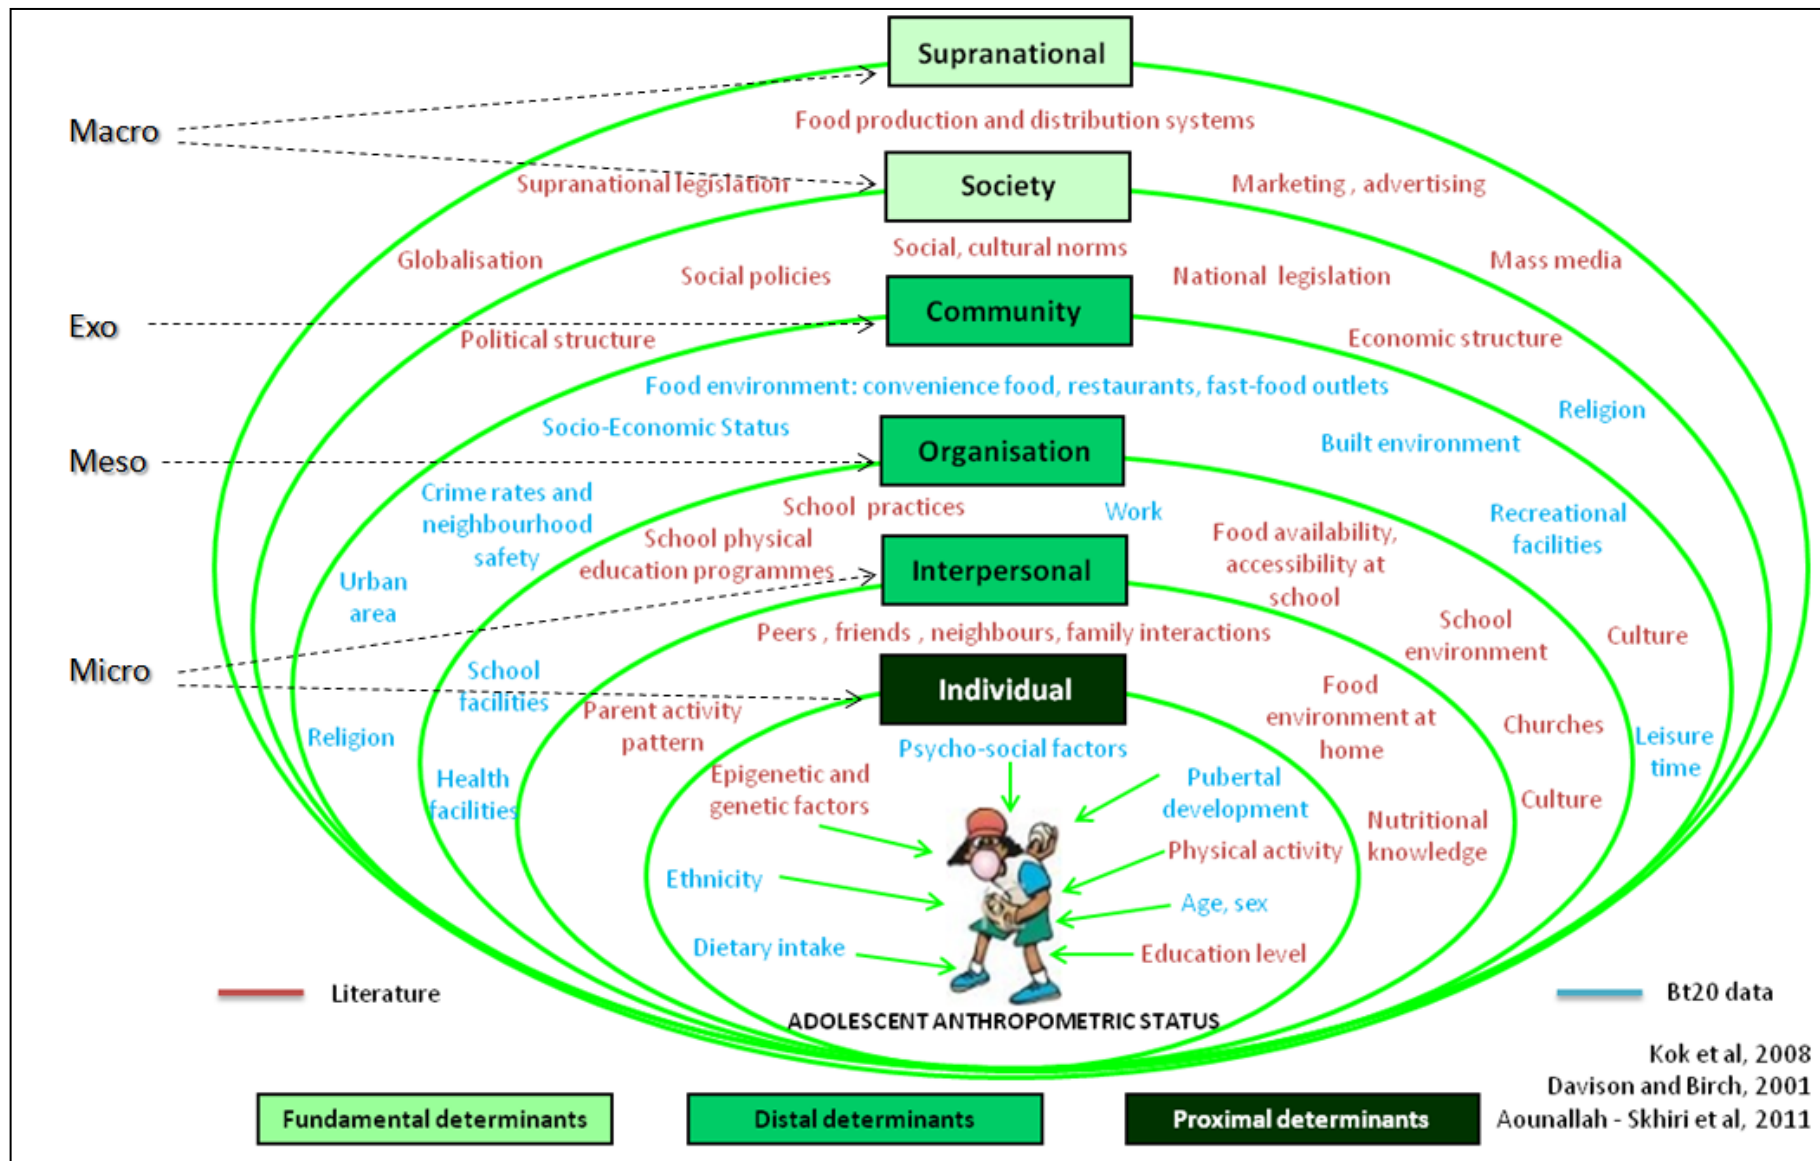 Supranational
Macro
Food production and distribution systems
Supranational legislation
Society
Marketing , advertising
Social, cultural norms
Globalisation
Social policies
National legislation
Mass media
Exo
Community
Political structure
Economic structure
Food environment: convenience food, restaurants, fast-food outlets
Religion
Socio-Economic Status
Built environment
Meso
Organisation
Crime rates and
neighbourhood
safety
School practices
Work
Recreational
facilities
School physical
education programmes
Food availability,
accessibility at
school
Interpersonal
Urban
area
Peers , friends , neighbours, family interactions
School
environment
Culture
Micro
School
facilities
Individual
Food
environment at
home
Parent activity
pattern
Churches
Religion
Leisure
time
Psycho-social factors
Epigenetic and
genetic factors
Pubertal
development
Health
facilities
Culture
Nutritional
knowledge
Physical activity
Ethnicity
Age, sex
Dietary intake
Education level
Literature
Bt20 data
ADOLESCENT ANTHROPOMETRIC STATUS
Kok et al, 2008
Davison and Birch, 2001
Aounallah - Skhiri et al, 2011
Fundamental determinants
Distal determinants
Proximal determinants